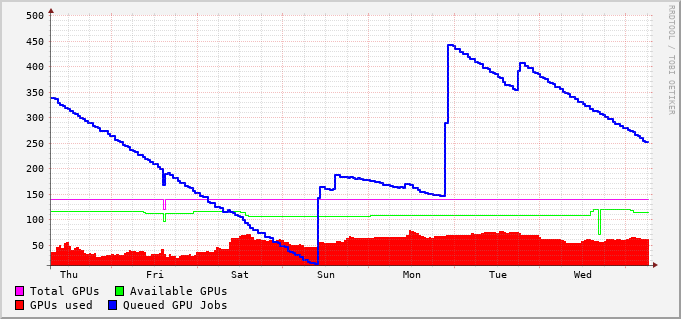 500
450
400
350
300
250
200
150
100
50
Thu Fri Sat Sun Mon Tue Wed
Total GPUs Available GPUs
GPUs used Queued GPU Jobs
RRDTOOL / TOBI OETIKER